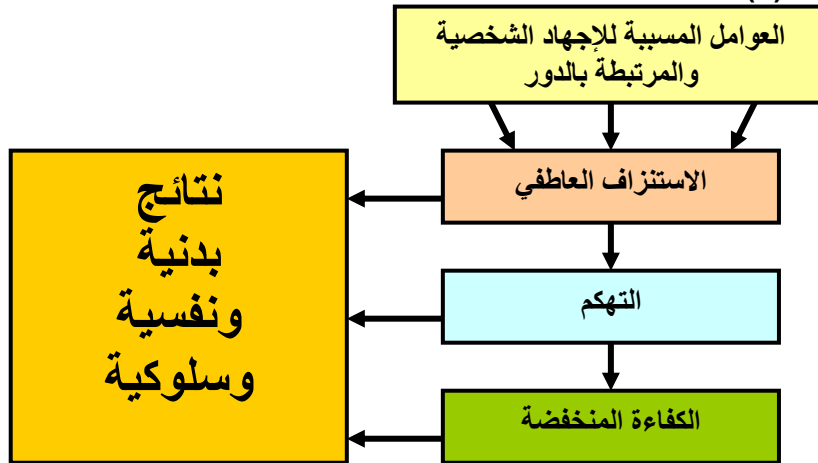 العوامل المسببة للإجهاد الشخصية
والمرتبطة بالدور
الاستنزاف العاطفي
نتائج
بدنية
ونفسية
وسلوكية
التهكم
الكفاءة المنخفضة